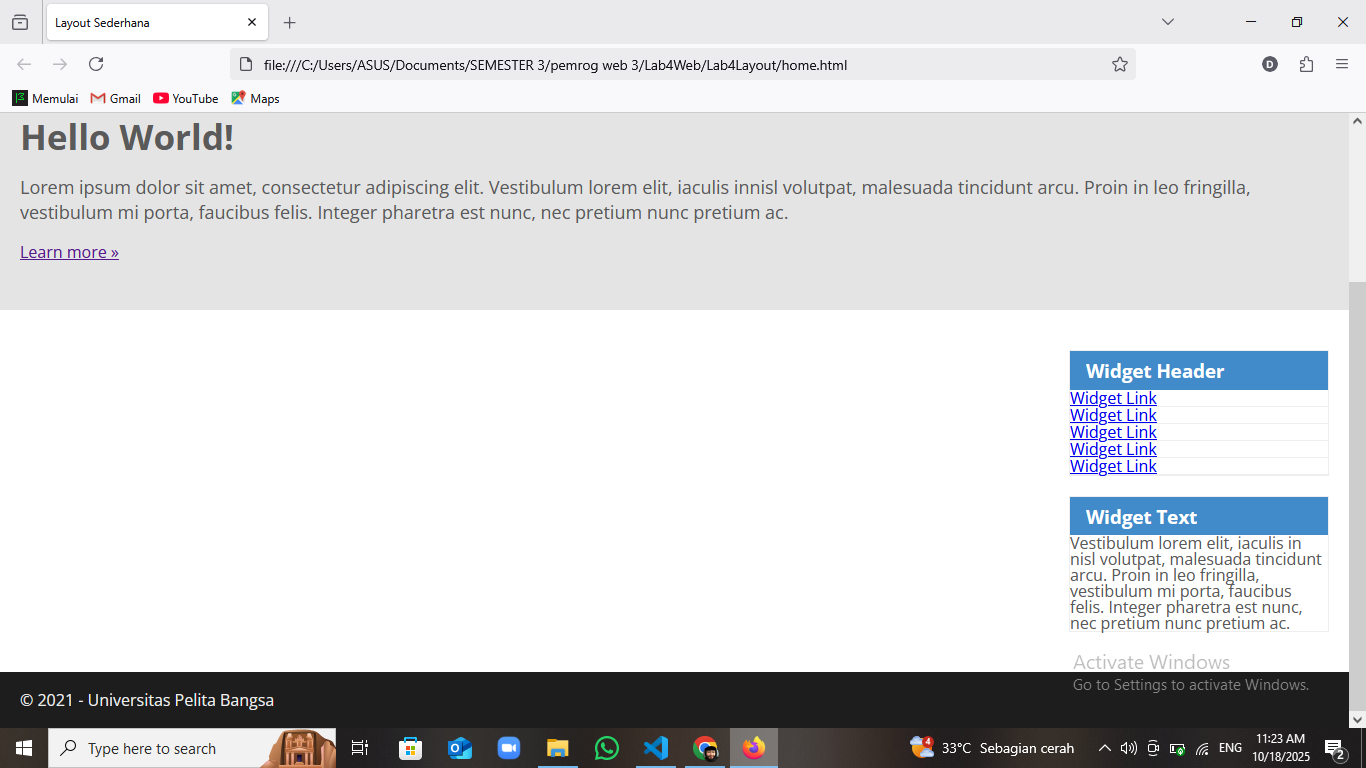 Layout Sederhana
file:///C:/Users/ASUS/Documents/SEMESTER 3/pemrog web 3/Lab4Web/Lab4Layout/home.html
D
Memulai Gmail YouTube Maps
Hello World!
Lorem ipsum dolor sit amet, consectetur adipiscing elit. Vestibulum lorem elit, iaculis innisl volutpat, malesuada tincidunt arcu. Proin in leo fringilla,
vestibulum mi porta, faucibus felis. Integer pharetra est nunc, nec pretium nunc pretium ac.
Learn more »
Widget Header
Widget Link
Widget Link
Widget Link
Widget Link
Widget Link
Widget Text
Vestibulum lorem elit, iaculis in
nisl volutpat, malesuada tincidunt
arcu. Proin in leo fringilla,
vestibulum mi porta, faucibus
felis. Integer pharetra est nunc,
nec pretium nunc pretium ac.
Activate Windows
Go to Settings to activate Windows.
© 2021 - Universitas Pelita Bangsa
Type here to search
4
33°C Sebagian cerah
ENG
11:23 AM
10/18/2025
2